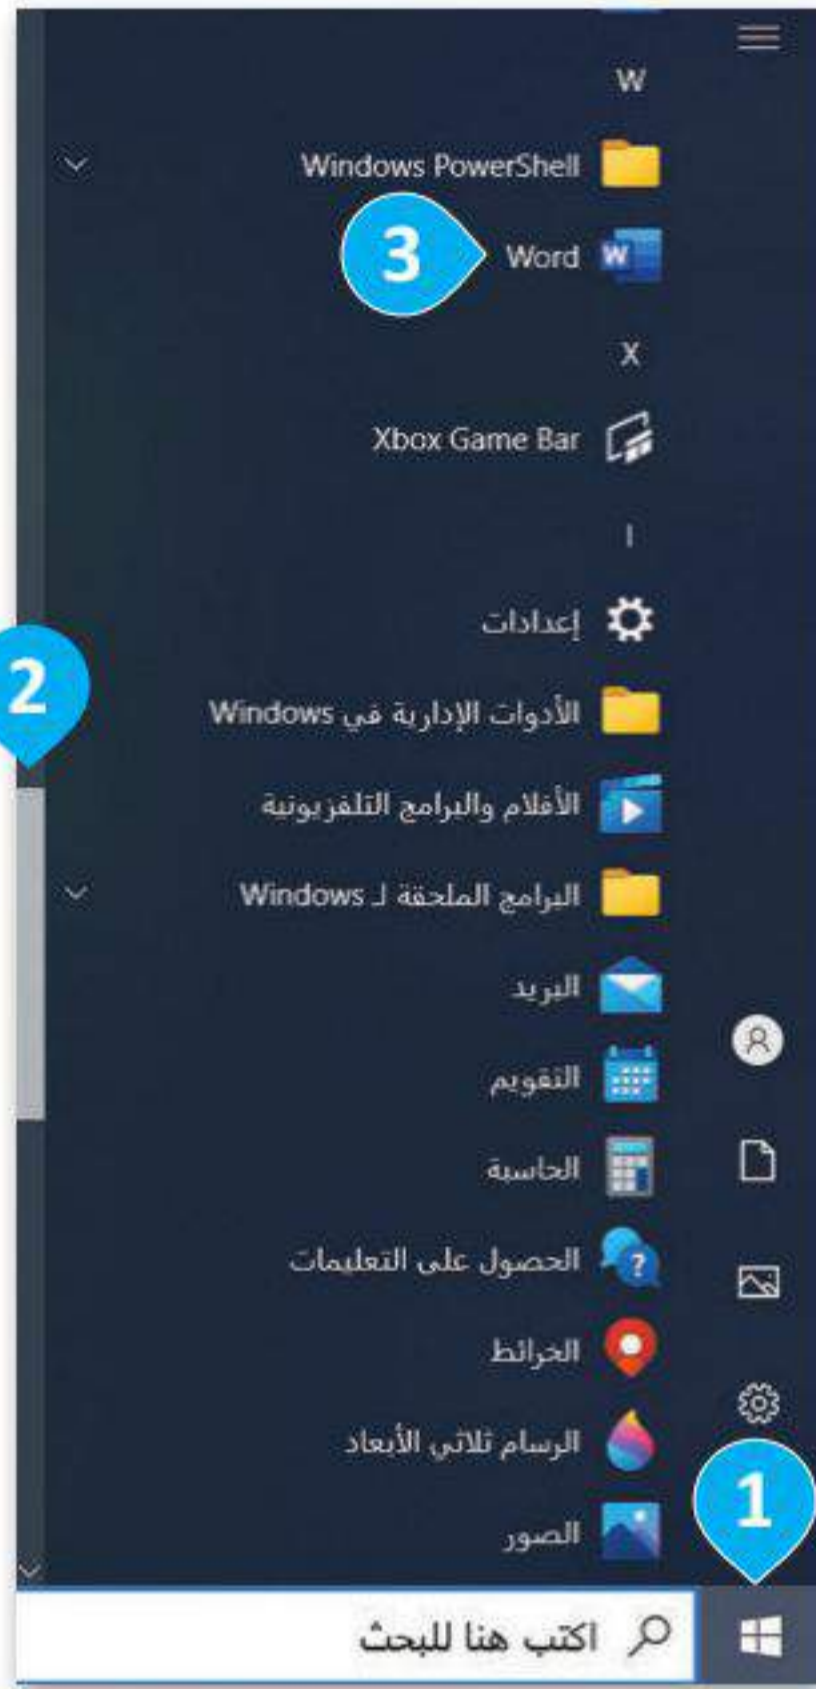 W
Windows PowerShell
3
Word
X
Xbox Game Bar
ا
إعدادات
2
الأدوات الإدارية في Windows
الأفلام والبرامج التلفزيونية
البرامج الملحقة لـ Windows
البريد
التقويم
الحاسبة
الحصول على التعليمات
الخرائط
الرسام ثلاثي الأبعاد
1
الصور
اكتب هنا للبحث